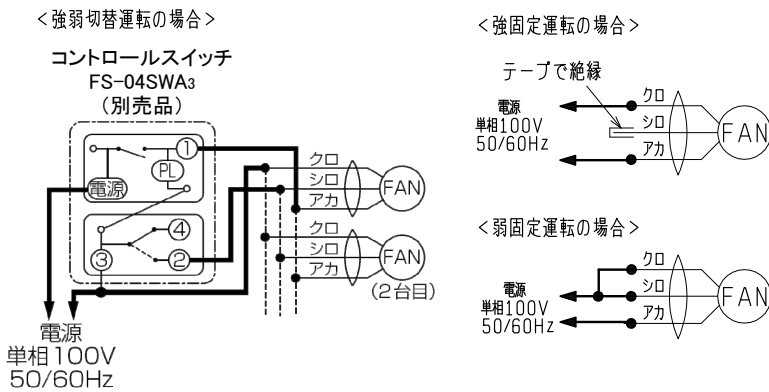 <強弱切替運転の場合>
コントロールスイッチ
FS-04SWA3
(別売品)
①
PL
電源
④
③
②
クロ
シロ
アカ
FAN
クロ
シロ
アカ
FAN
(2台目)
電源
単相100V
50/60Hz
<強固定運転の場合>
テープで絶縁
電源
単相100V
50/60Hz
クロ
シロ
アカ
FAN
<弱固定運転の場合>
電源
単相100V
50/60Hz
クロ
シロ
アカ
FAN